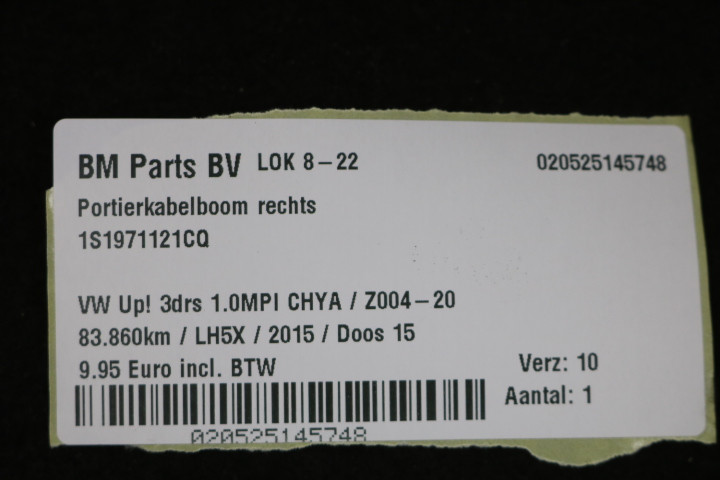 BM Parts BV LOK 8-22 020525145748
Portierkabelboom rechts
1S1971121CQ
VW Up! 3drs 1.0MPI CHYA / Z004-20
83.860km / LH5X / 2015 / Doos 15
9.95 Euro incl. BTW Verz: 10
Aantal: 1
020525145748